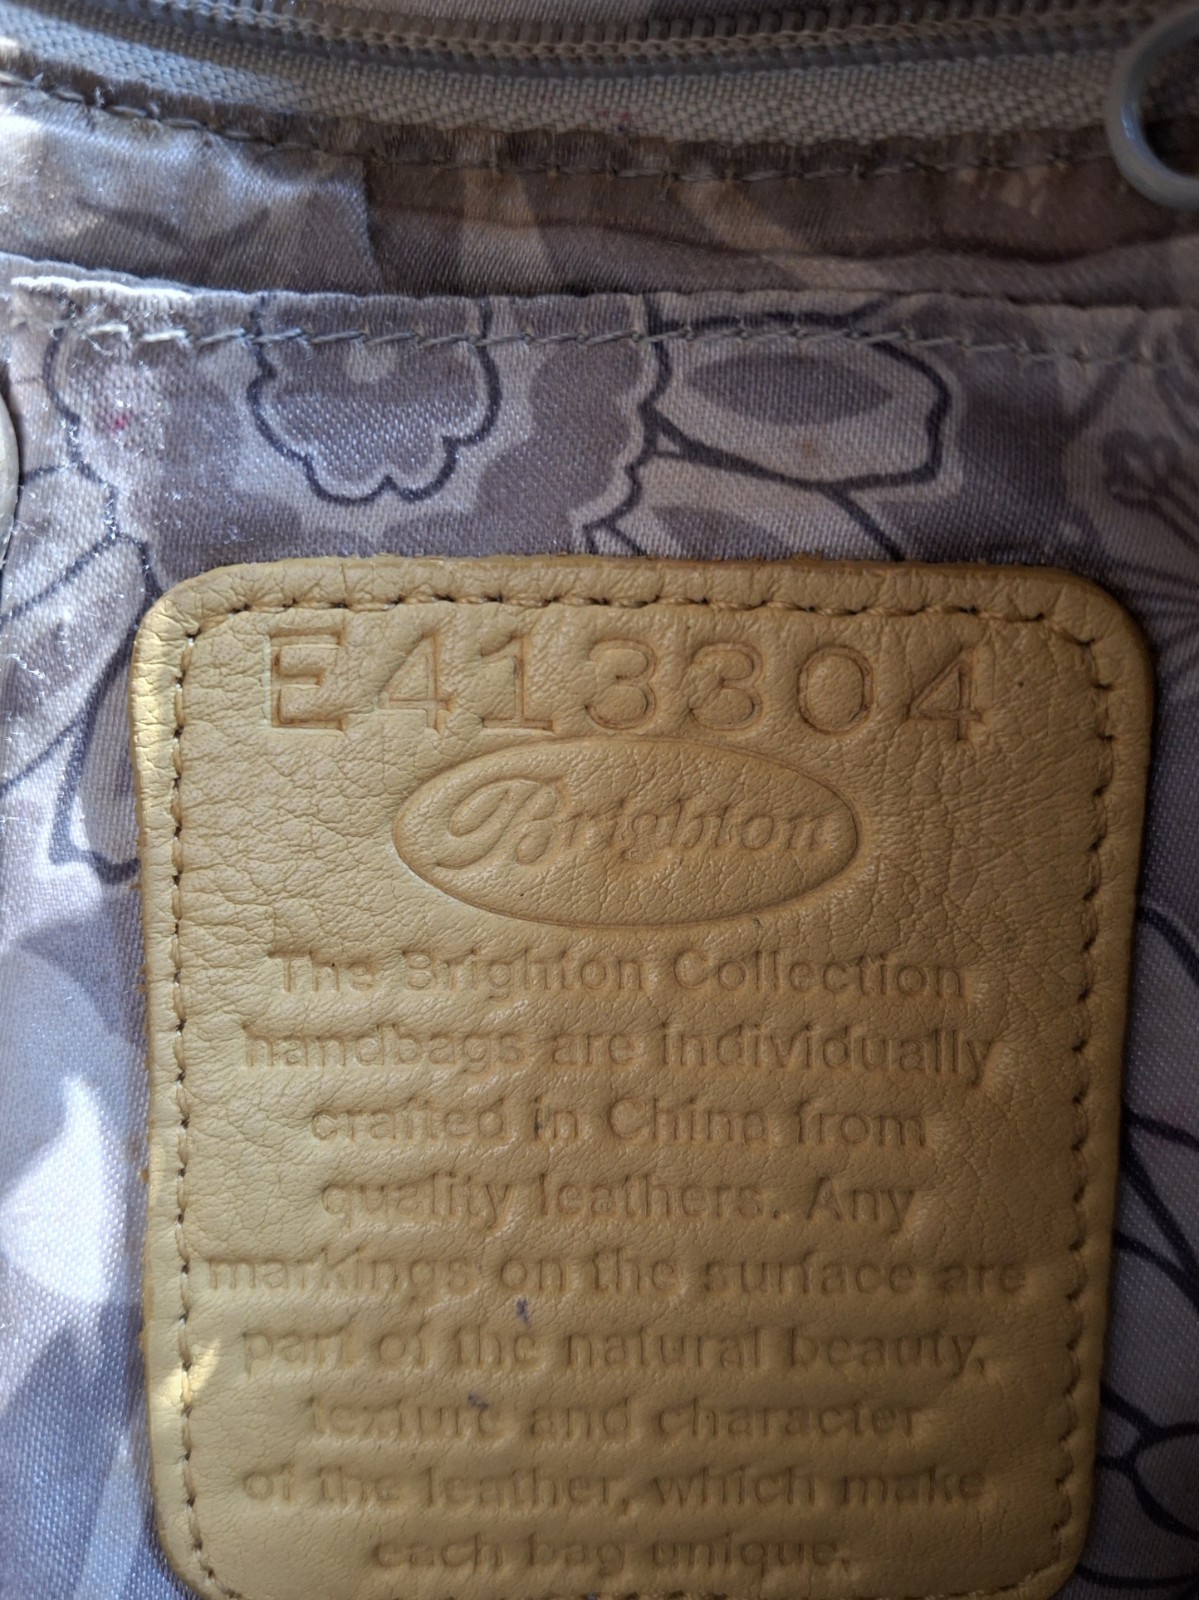 E413304
Brighton
The Brighton Collection
handbags are individually
crafted in China from
quality leathers. Any
markings on the surface are
part of the natural beauty,
texture and character
of the leather, which make
each bag unique.